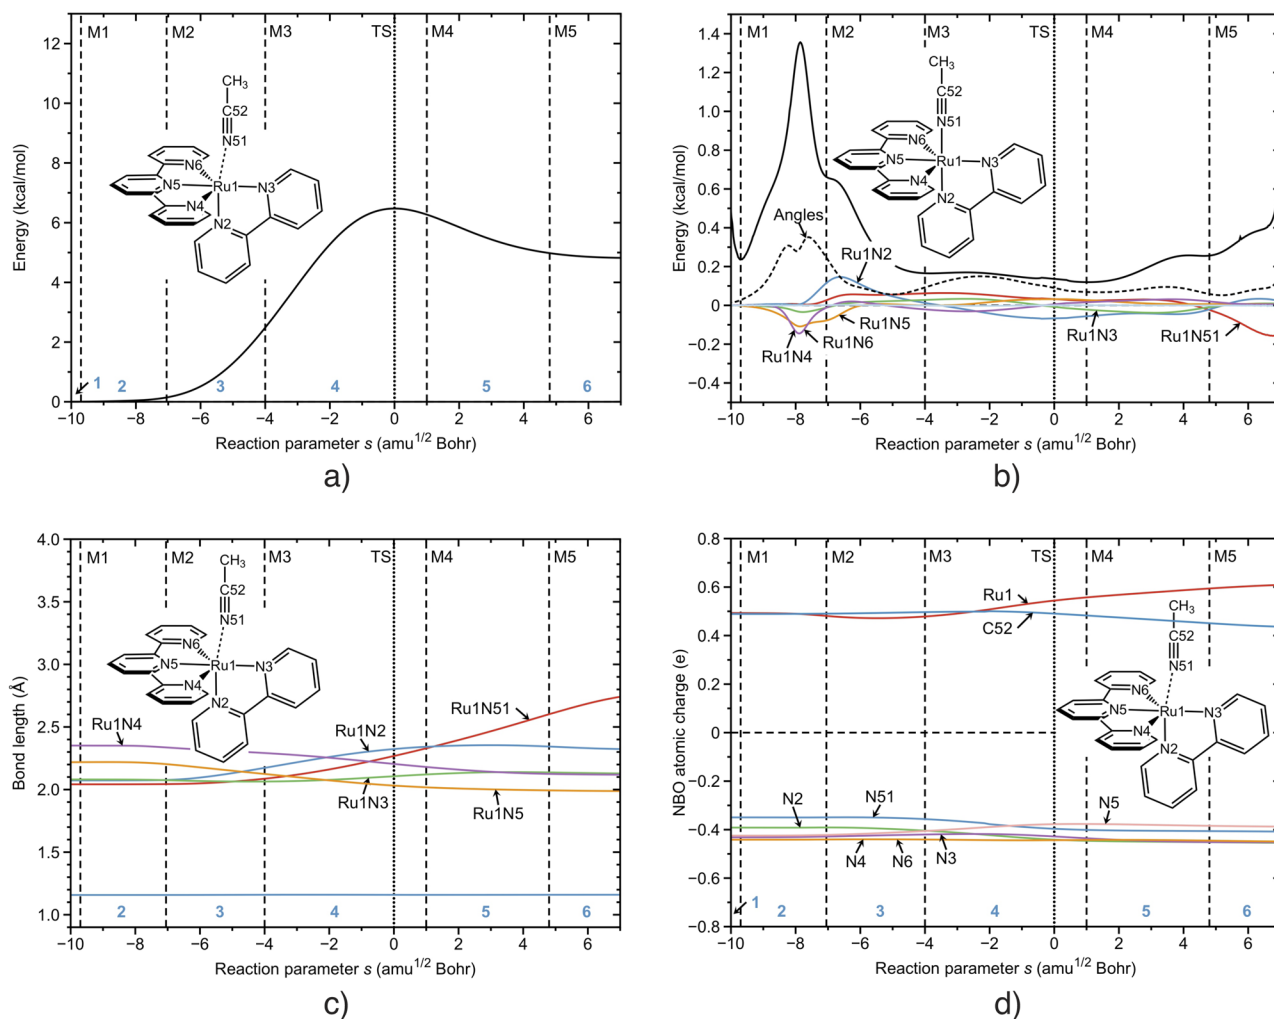 M1 M2 M3 TS M4 M5
12
10
8
6
4
2
0
Energy (kcal/mol)
CH3
C52
N51
N6
N5 Ru1 N3
N4
N2
1 2 3 4 5 6
−10 −8 −6 −4 −2 0 2 4 6
Reaction parameter s (amu1/2 Bohr)
a)
M1 M2 M3 TS M4 M5
1.4
1.2
1.0
0.8
0.6
0.4
0.2
0
−0.2
−0.4
Energy (kcal/mol)
CH3
C52
N51
N6
N5 Ru1 N3
N4
N2
Angles
Ru1N2
Ru1N5
Ru1N4 Ru1N6
Ru1N3
Ru1N51
−10 −8 −6 −4 −2 0 2 4 6
Reaction parameter s (amu1/2 Bohr)
b)
M1 M2 M3 TS M4 M5
4.0
3.5
3.0
2.5
2.0
1.5
1.0
Bond length (Å)
CH3
C52
N51
N6
N5 Ru1 N3
N4
N2
Ru1N4
Ru1N2
Ru1N51
Ru1N3
Ru1N5
2 3 4 5 6
−10 −8 −6 −4 −2 0 2 4 6
Reaction parameter s (amu1/2 Bohr)
c)
M1 M2 M3 TS M4 M5
0.8
0.6
0.4
0.2
0
−0.2
−0.4
−0.6
−0.8
NBO atomic charge (e)
Ru1
C52
CH3
C52
N51
N6
N5 Ru1 N3
N4
N2
N2 N51 N5
N4 N6 N3
1 2 3 4 5 6
−10 −8 −6 −4 −2 0 2 4 6
Reaction parameter s (amu1/2 Bohr)
d)